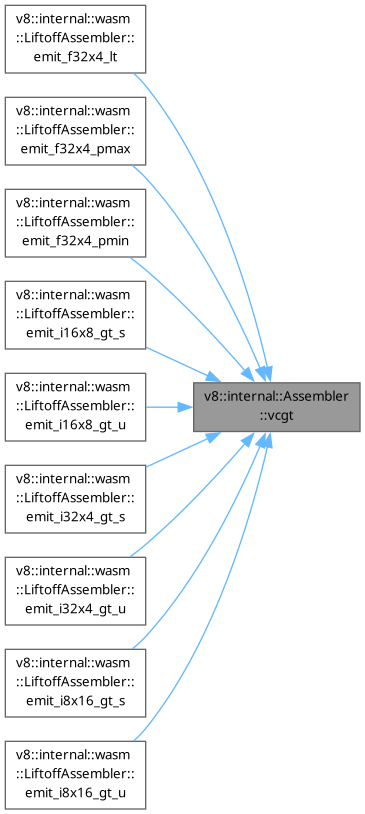 v8::internal::wasm
::LiftoffAssembler::
emit_f32x4_lt
v8::internal::wasm
::LiftoffAssembler::
emit_f32x4_pmax
v8::internal::wasm
::LiftoffAssembler::
emit_f32x4_pmin
v8::internal::wasm
::LiftoffAssembler::
emit_i16x8_gt_s
v8::internal::wasm
::LiftoffAssembler::
emit_i16x8_gt_u
v8::internal::wasm
::LiftoffAssembler::
emit_i32x4_gt_s
v8::internal::wasm
::LiftoffAssembler::
emit_i32x4_gt_u
v8::internal::wasm
::LiftoffAssembler::
emit_i8x16_gt_s
v8::internal::wasm
::LiftoffAssembler::
emit_i8x16_gt_u
v8::internal::Assembler
::vcgt